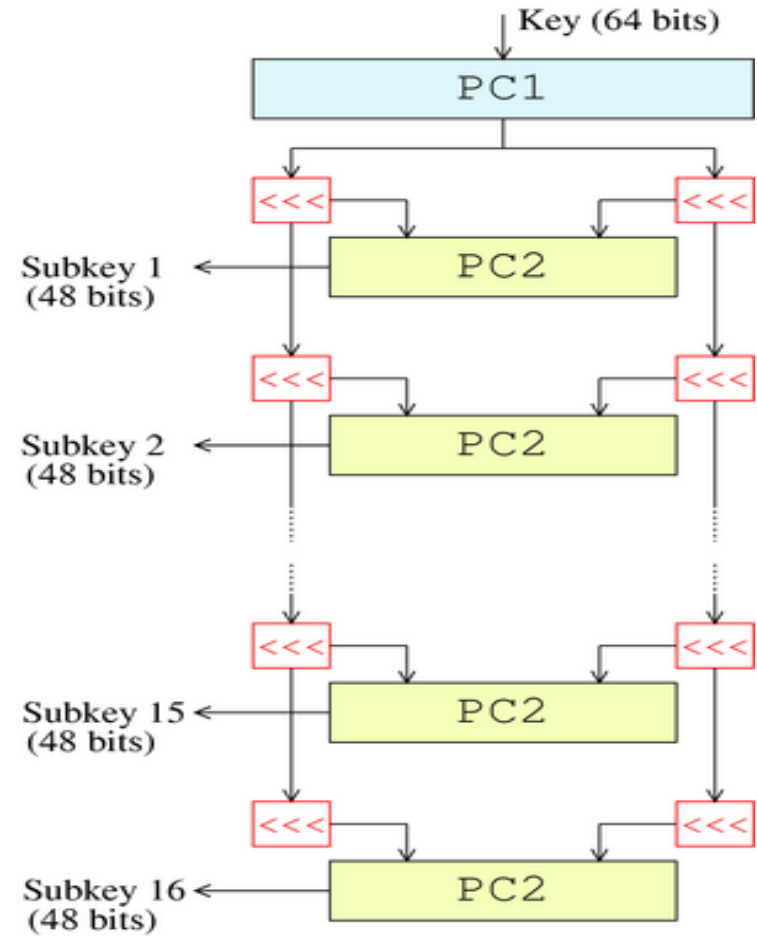 Key (64 bits)
PC1
<<< <<<
Subkey 1
(48 bits)
PC2
<<< <<<
Subkey 2
(48 bits)
PC2
<<< <<<
Subkey 15
(48 bits)
PC2
<<< <<<
Subkey 16
(48 bits)
PC2